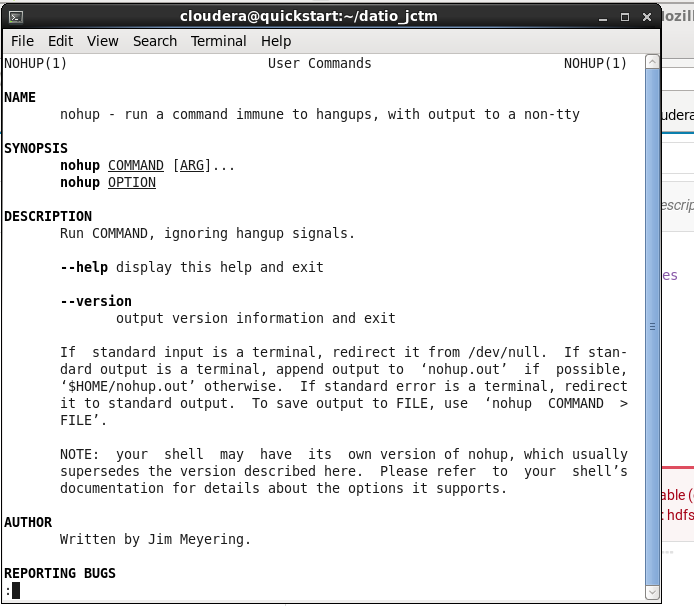 cloudera@quickstart:~/datio_jctm
File Edit View Search Terminal Help
NOHUP(1) User Commands NOHUP(1)
NAME
nohup - run a command immune to hangups, with output to a non-tty
SYNOPSIS
nohup COMMAND [ARG]...
nohup OPTION
DESCRIPTION
Run COMMAND, ignoring hangup signals.
--help display this help and exit
--version
output version information and exit
If standard input is a terminal, redirect it from /dev/null. If stan-
dard output is a terminal, append output to ‘nohup.out’ if possible,
‘$HOME/nohup.out’ otherwise. If standard error is a terminal, redirect
it to standard output. To save output to FILE, use ‘nohup COMMAND >
FILE’.
NOTE: your shell may have its own version of nohup, which usually
supersedes the version described here. Please refer to your shell’s
documentation for details about the options it supports.
AUTHOR
Written by Jim Meyering.
REPORTING BUGS
:
hdfs